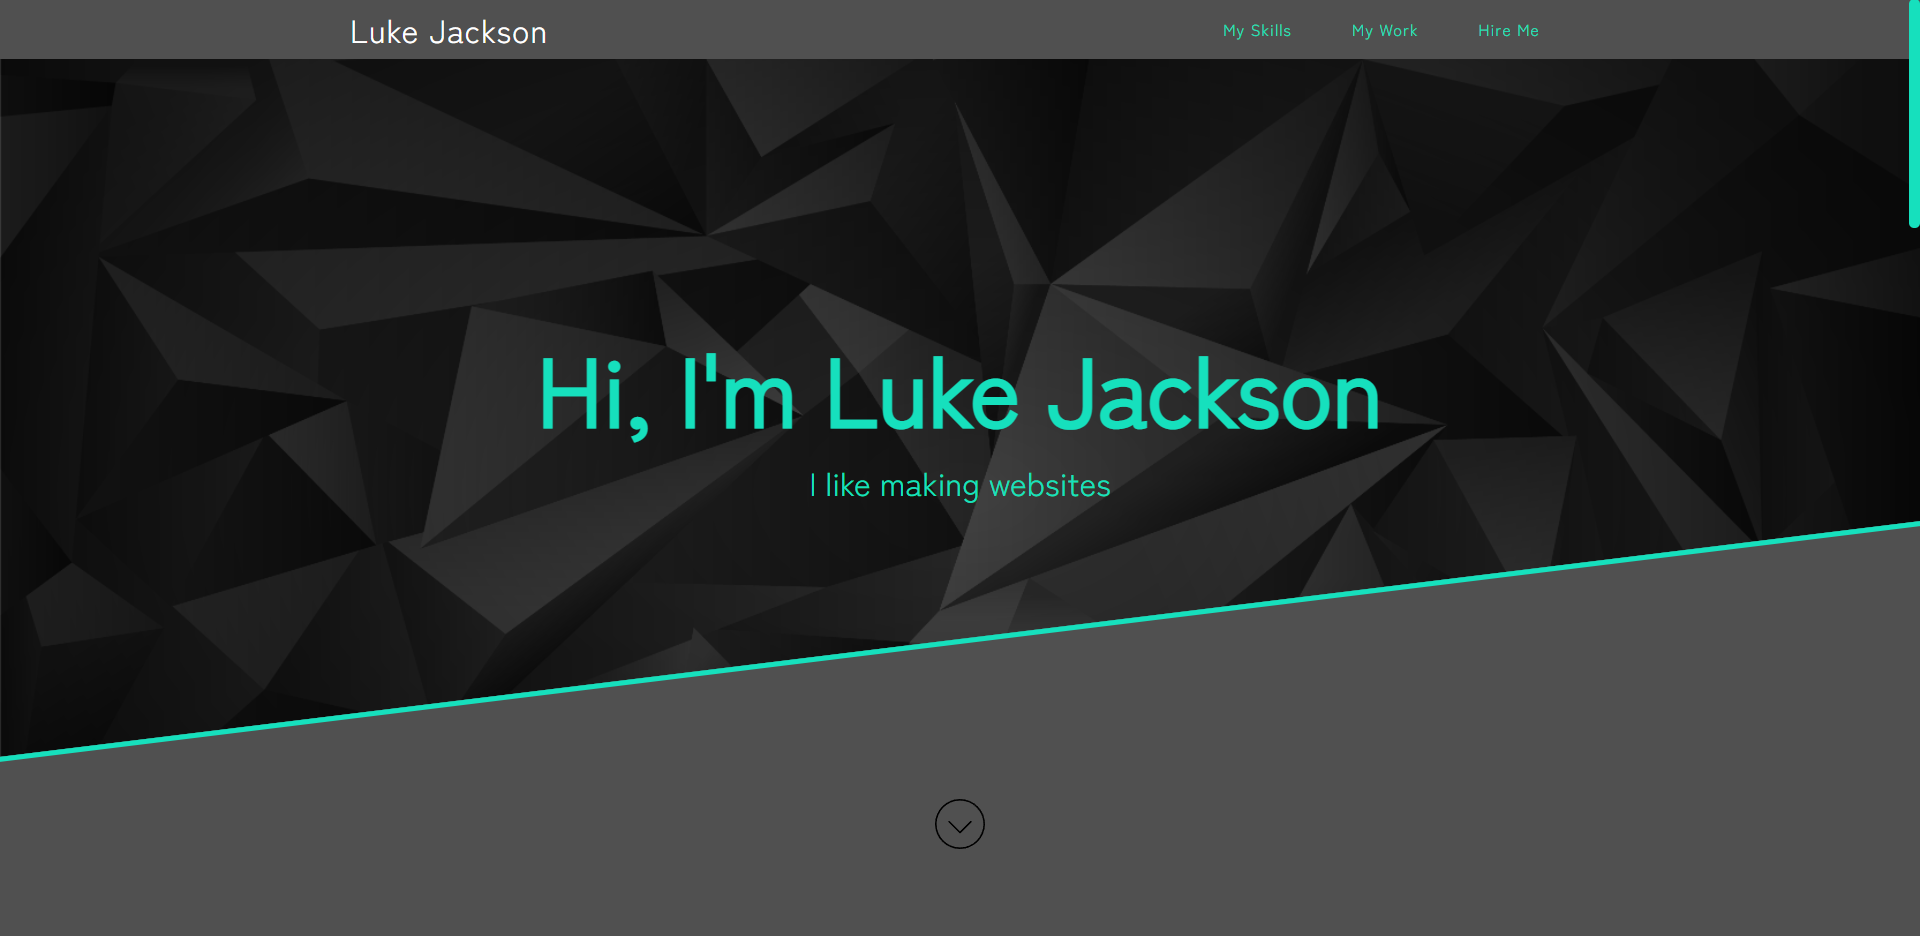 Luke Jackson
My Skills
My Work
Hire Me
Hi, I'm Luke Jackson
I like making websites